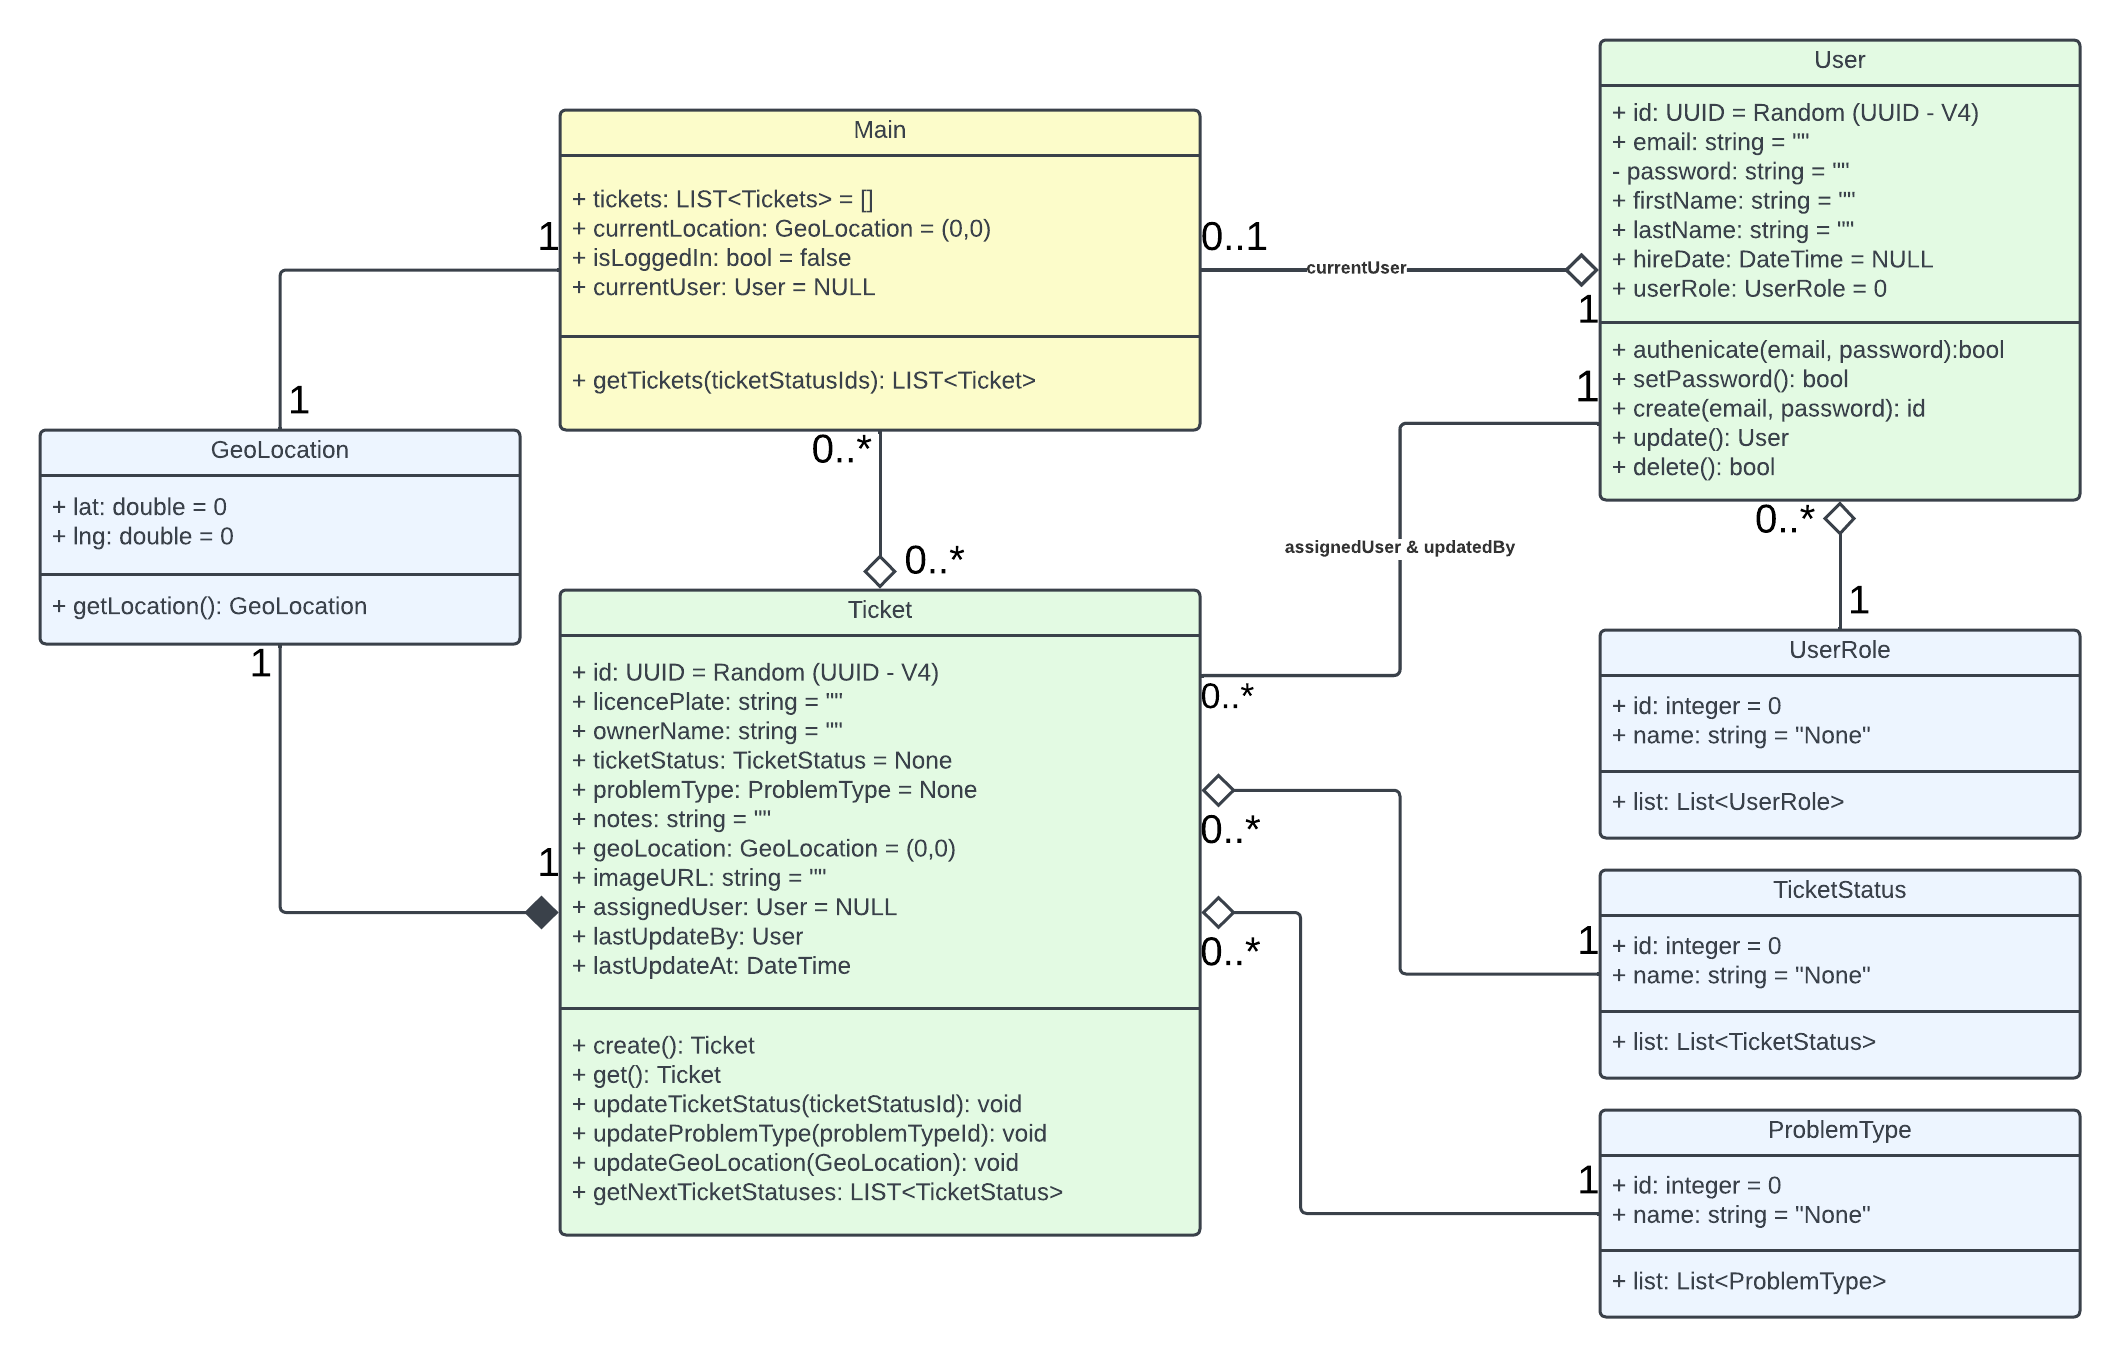 User
+ id: UUID = Random (UUID - V4)
+ email: string = ""
- password: string = ""
+ firstName: string = ""
+ lastName: string = ""
+ hireDate: DateTime = NULL
+ userRole: UserRole = 0
+ authenicate(email, password):bool
+ setPassword(): bool
+ create(email, password): id
+ update(): User
+ delete(): bool
Main
+ tickets: LIST<Tickets> = []
+ currentLocation: GeoLocation = (0,0)
+ isLoggedIn: bool = false
+ currentUser: User = NULL
+ getTickets(ticketStatusIds): LIST<Ticket>
1
0..1
currentUser
1
1
1
0..*
0..*
GeoLocation
+ lat: double = 0
+ lng: double = 0
+ getLocation(): GeoLocation
1
1
assignedUser & updatedBy
0..*
0..*
1
Ticket
+ id: UUID = Random (UUID - V4)
+ licencePlate: string = ""
+ ownerName: string = ""
+ ticketStatus: TicketStatus = None
+ problemType: ProblemType = None
+ notes: string = ""
+ geoLocation: GeoLocation = (0,0)
+ imageURL: string = ""
+ assignedUser: User = NULL
+ lastUpdateBy: User
+ lastUpdateAt: DateTime
+ create(): Ticket
+ get(): Ticket
+ updateTicketStatus(ticketStatusId): void
+ updateProblemType(problemTypeId): void
+ updateGeoLocation(GeoLocation): void
+ getNextTicketStatuses: LIST<TicketStatus>
UserRole
+ id: integer = 0
+ name: string = "None"
+ list: List<UserRole>
0..*
0..*
1
TicketStatus
+ id: integer = 0
+ name: string = "None"
+ list: List<TicketStatus>
1
ProblemType
+ id: integer = 0
+ name: string = "None"
+ list: List<ProblemType>